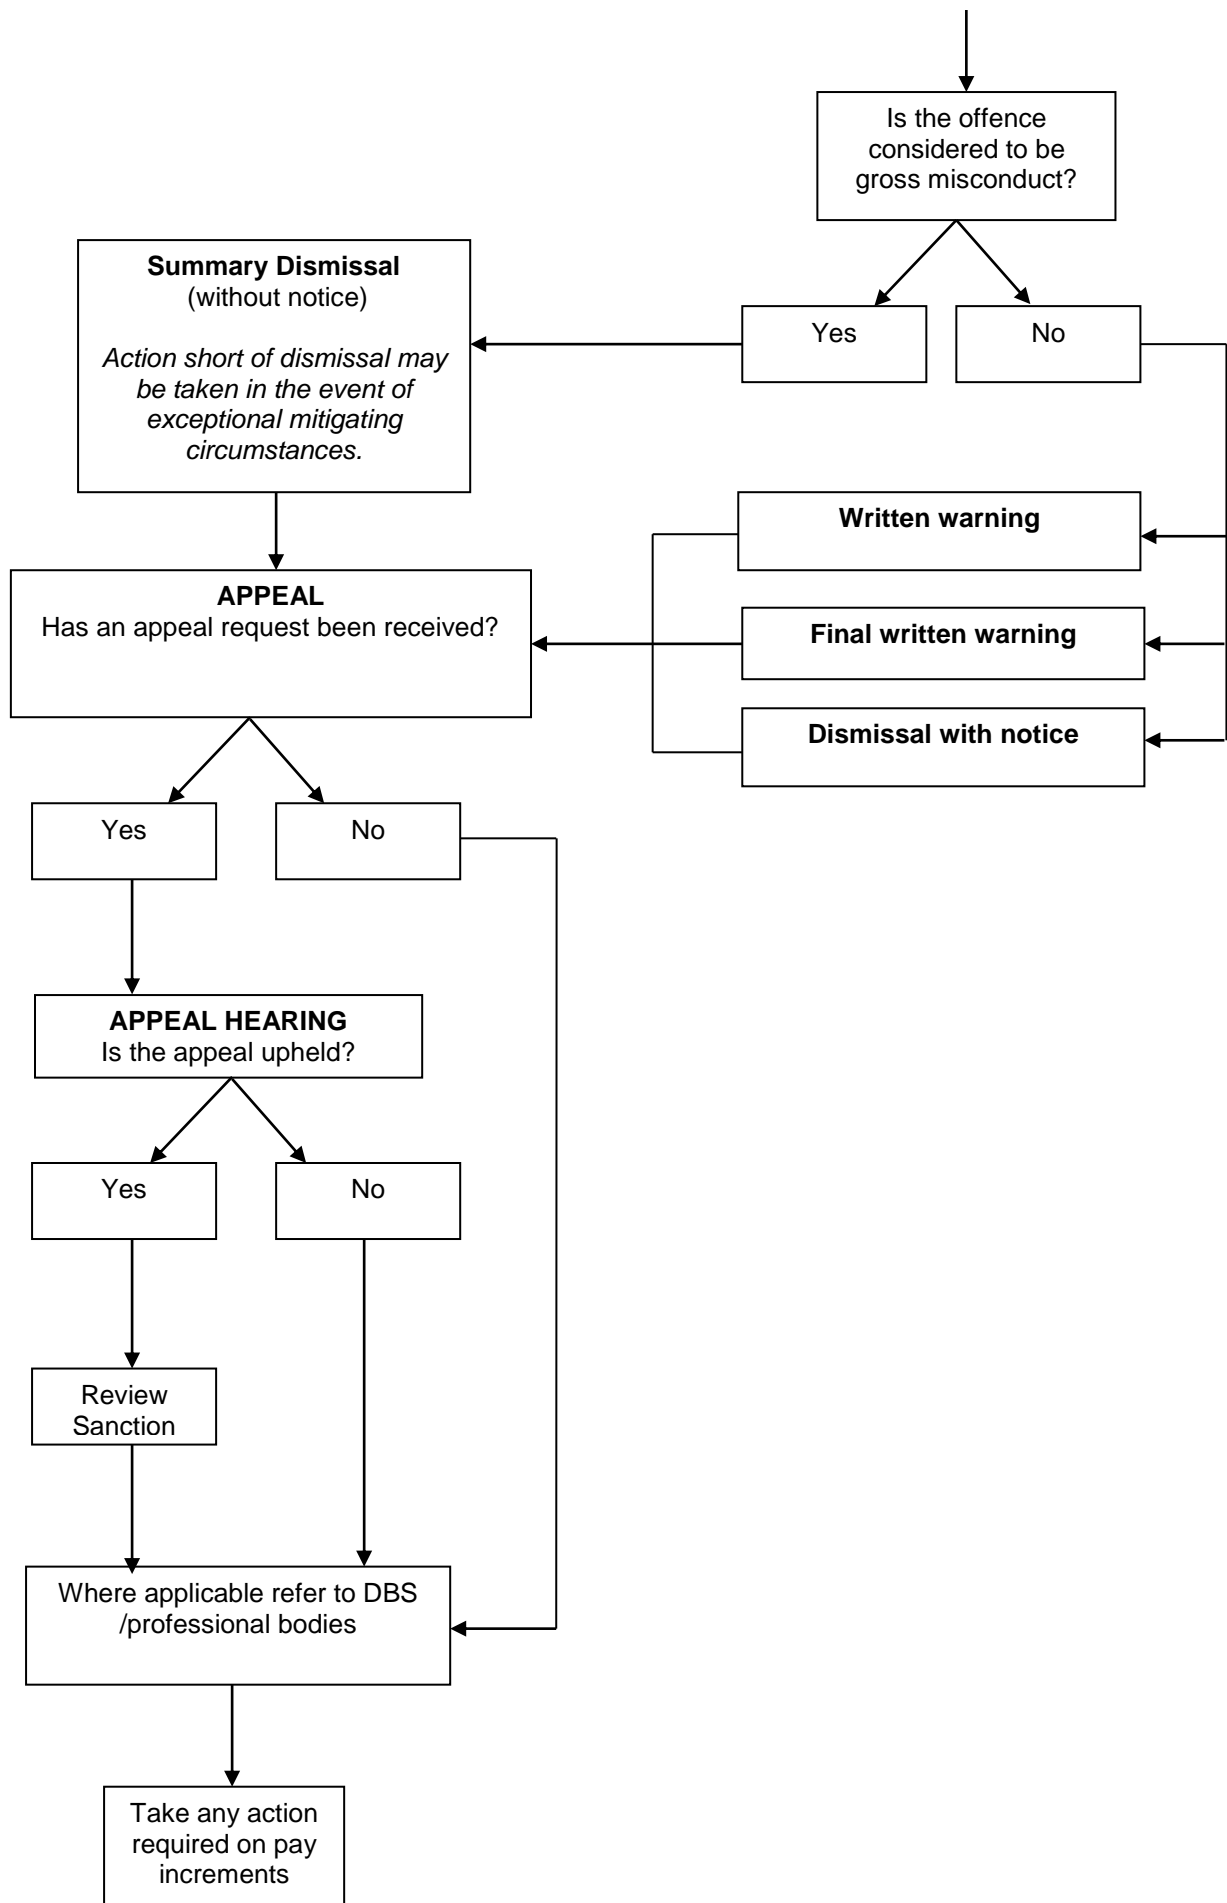 Is the offence
considered to be
gross misconduct?
Summary Dismissal
(without notice)
Action short of dismissal may
be taken in the event of
exceptional mitigating
circumstances.
Yes
No
Written warning
APPEAL
Has an appeal request been received?
Final written warning
Dismissal with notice
Yes
No
APPEAL HEARING
Is the appeal upheld?
Yes
No
Review
Sanction
Where applicable refer to DBS
/professional bodies
Take any action
required on pay
increments